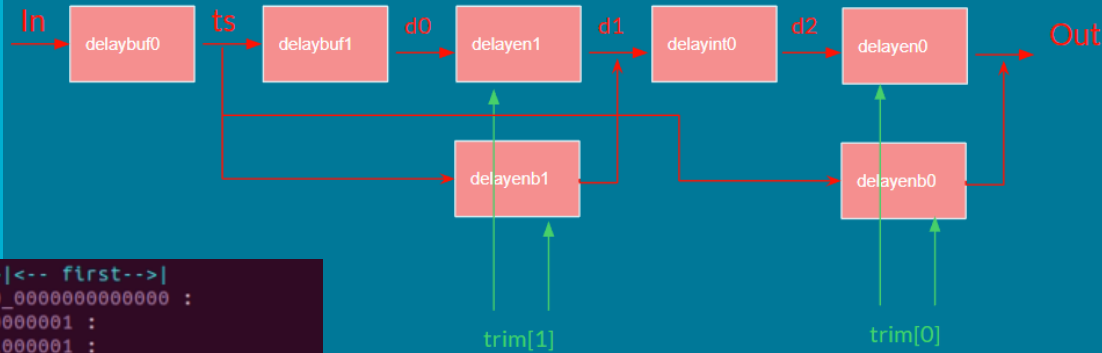 In
delaybuf0
ts
delaybuf1
d0
delayen1
d1
delayint0
d2
delayen0
Out
delayenb1
delayenb0
trim[1]
trim[0]
|<-- first-->|
_0000000000000 :
000001 :
000001 :